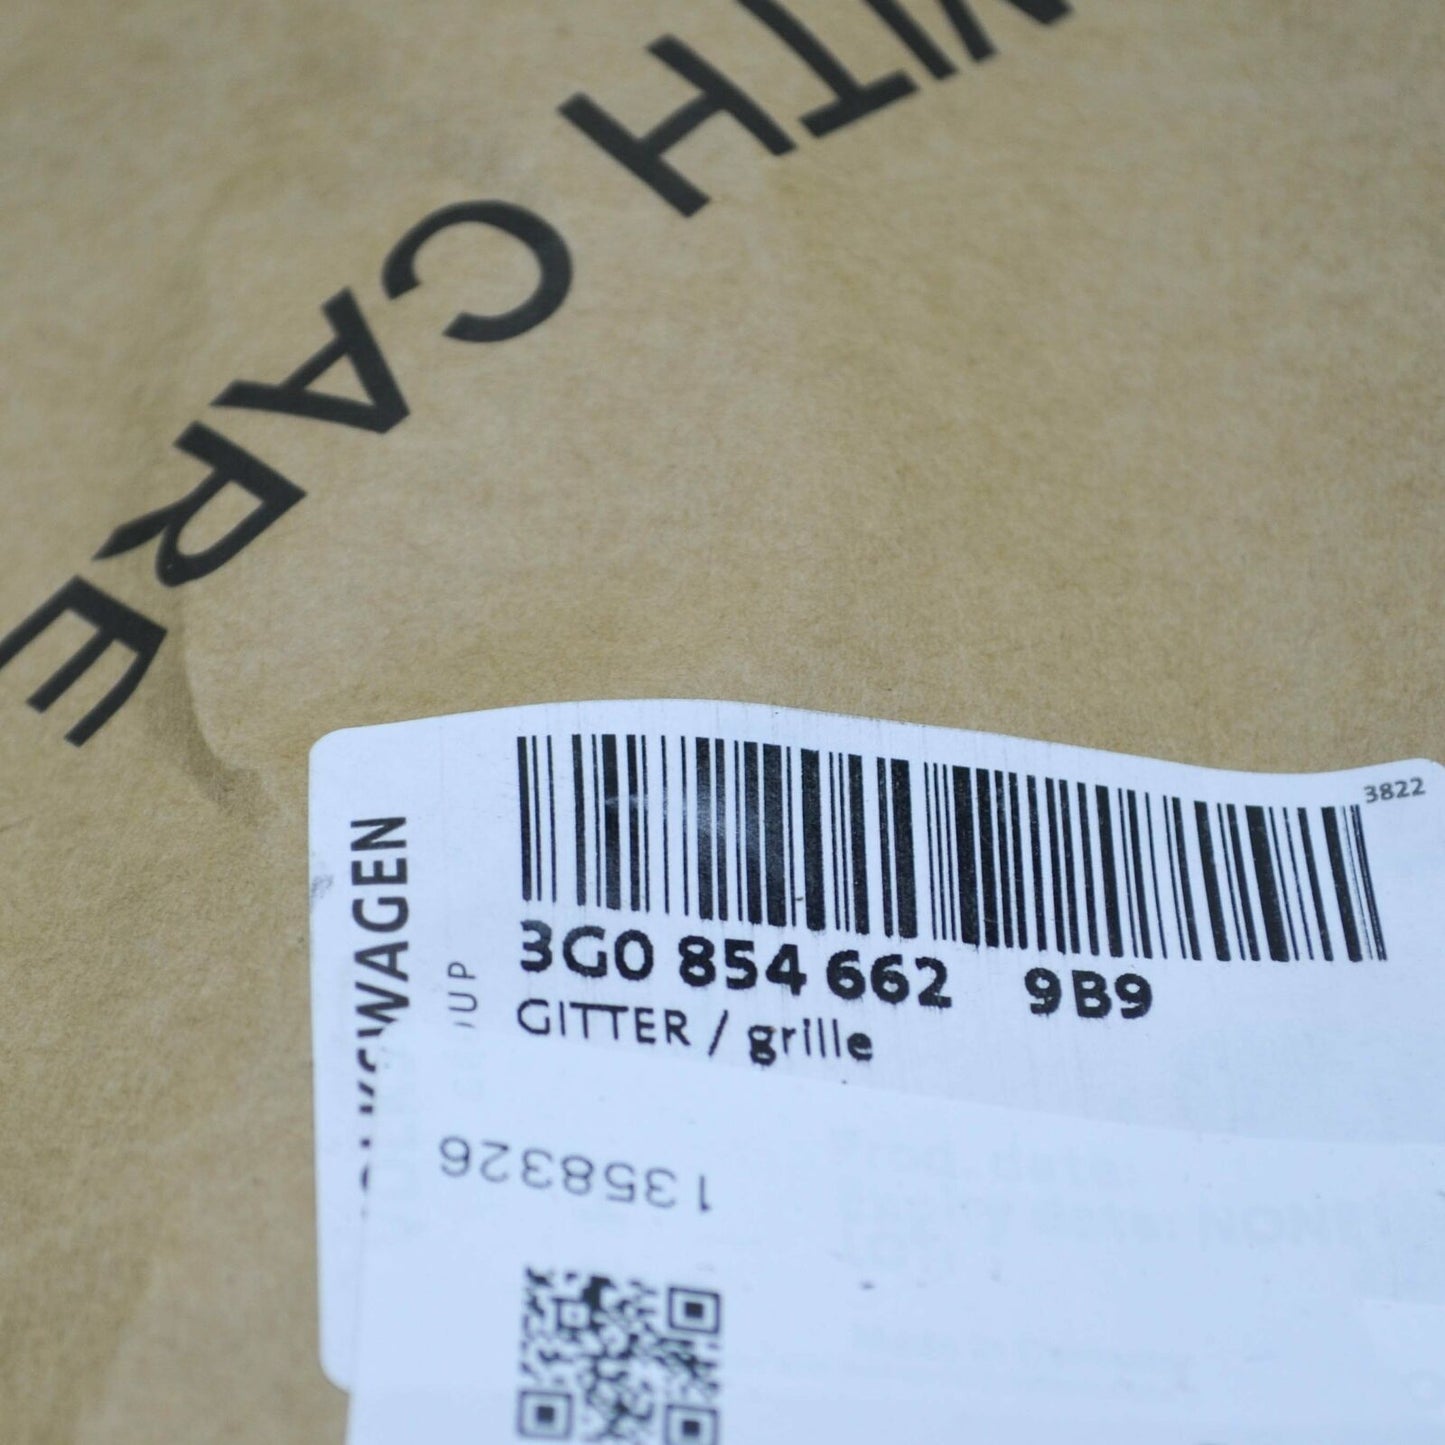 WITH CARE
3822
VOLKSWAGEN
3G0 854 662 9B9
GITTER / grille
1358326